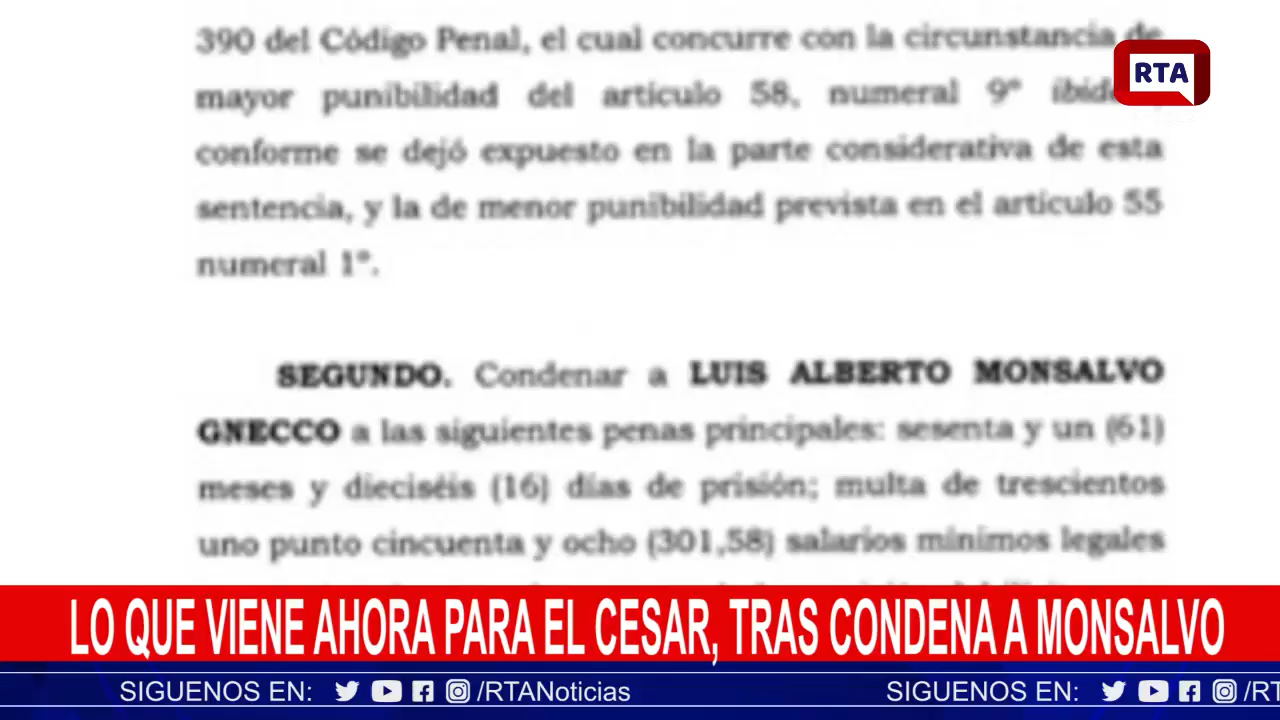 390 del Código Penal, el cual concurre con la circunstancia de
RTA
mayor punibilidad del artículo 58, numeral 9°
conforme se dejó expuesto en la parte considerativa de esta
sentencia, y la de menor punibilidad prevista en el artículo 55
numeral 1°.
SEGUNDO. Condenar a LUIS ALBERTO MONSALVO
GNECCO a las siguientes penas principales: sesenta y un (61)
meses y dieciséis (16) días de prisión; multa de trescientos
uno punto cincuenta y ocho (301,58) salarios mínimos legales
LO QUE VIENE AHORA PARA EL CESAR, TRAS CONDENA A MONSALVO
SIGUENOS EN: /RTANoticias SIGUENOS EN: /RT